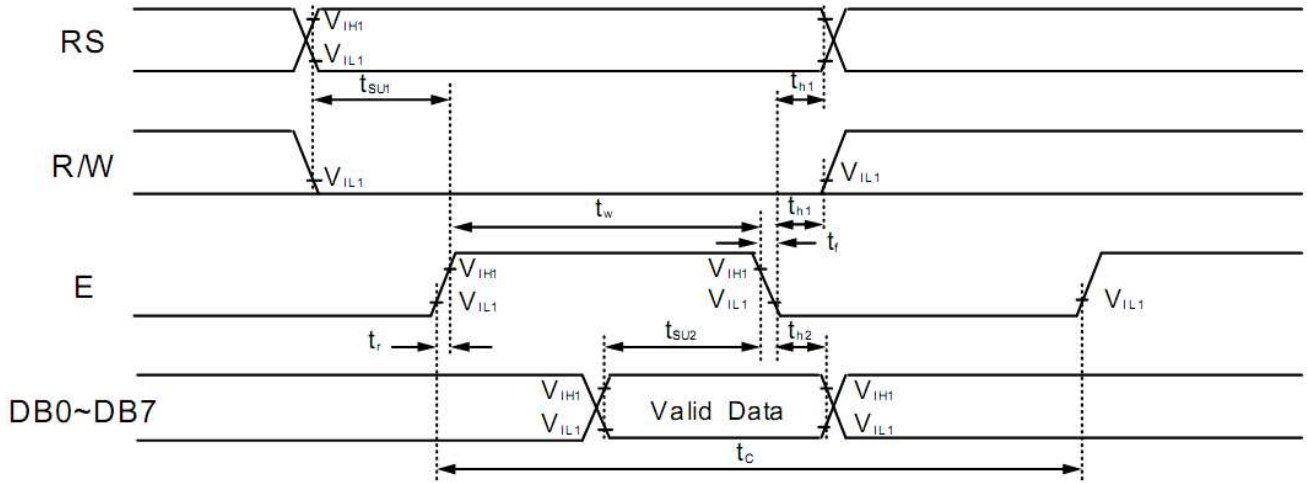 RS
VIH1
VIL1
tSU1
th1
R/W
VIL1
VIL1
tw
th1
tf
E
VIH1
VIL1
VIH1
VIL1
VIL1
tr
tSU2
th2
DB0~DB7
VIH1
VIL1
Valid Data
VIH1
VIL1
tC